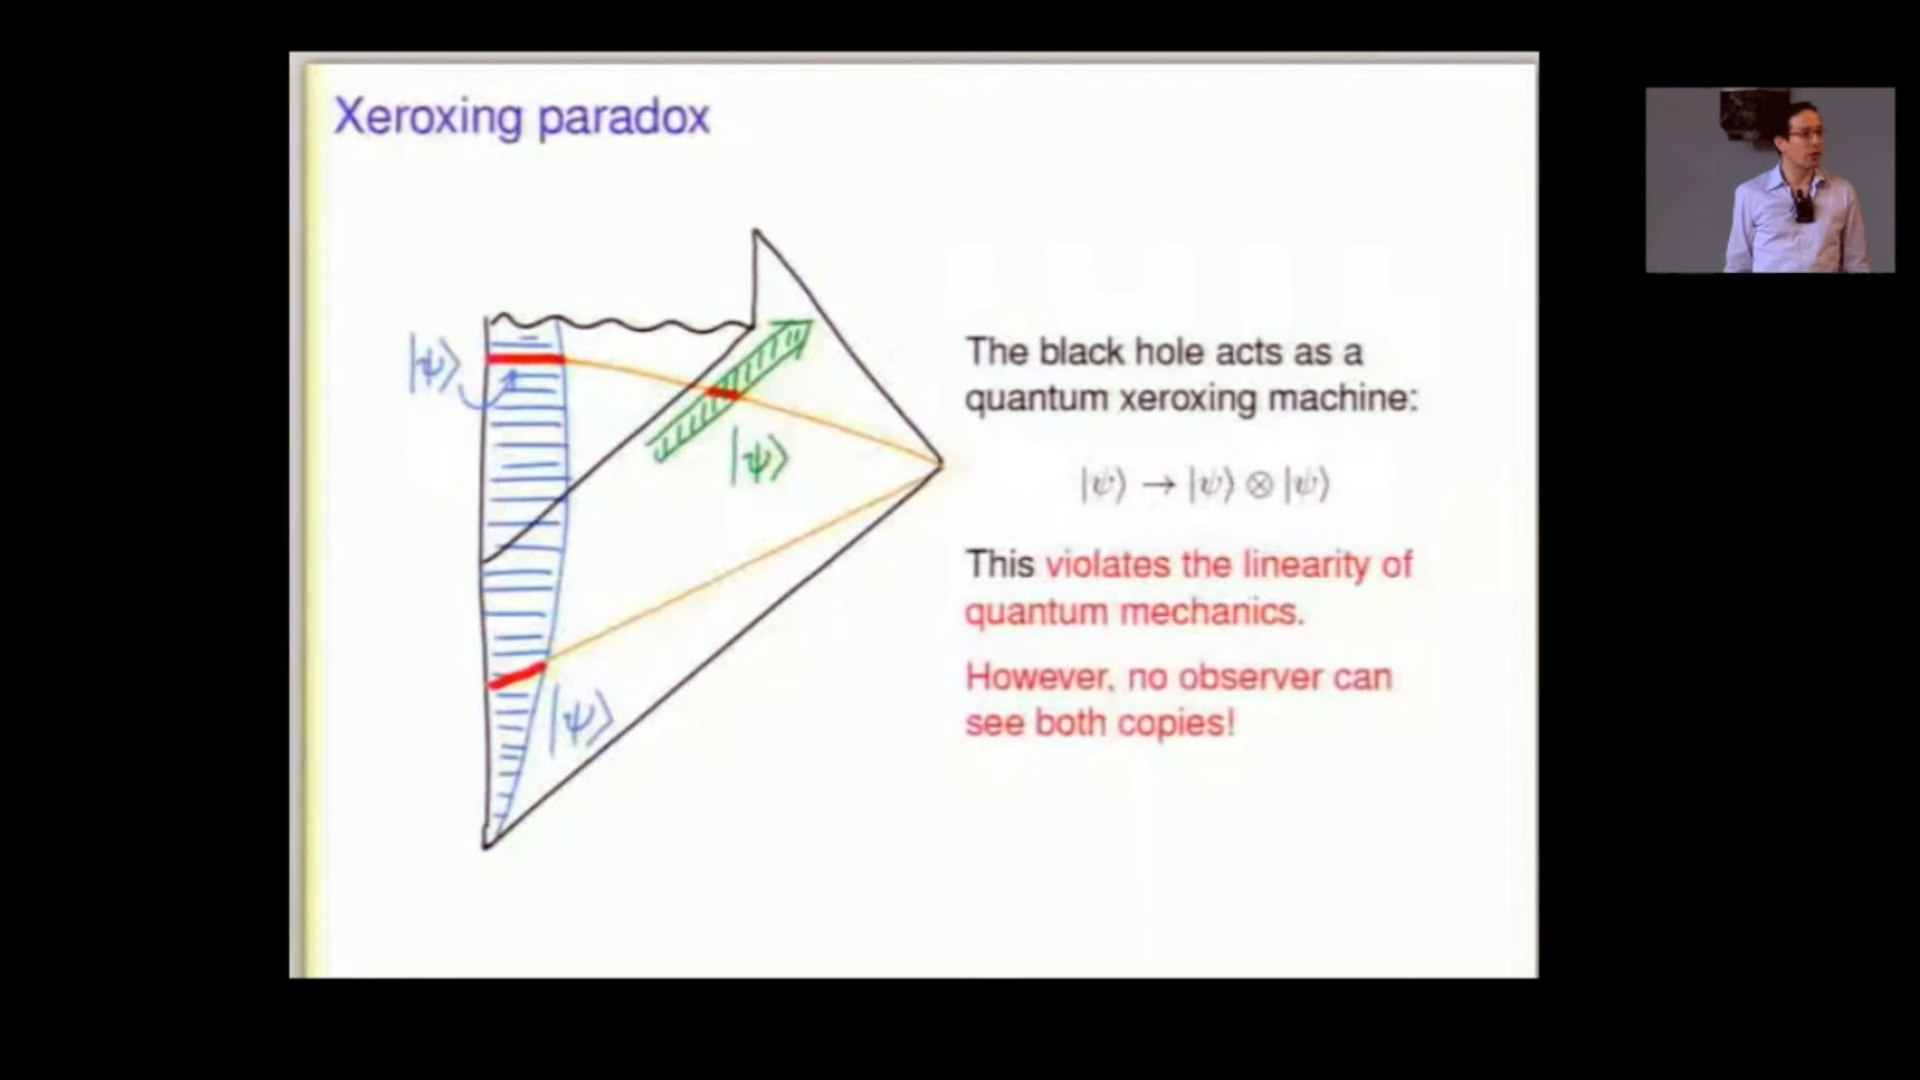 Xeroxing paradox
|ψ⟩
|ψ⟩
|ψ⟩
The black hole acts as a
quantum xeroxing machine:
|ψ⟩ → |ψ⟩ ⊗ |ψ⟩
This violates the linearity of
quantum mechanics.
However, no observer can
see both copies!